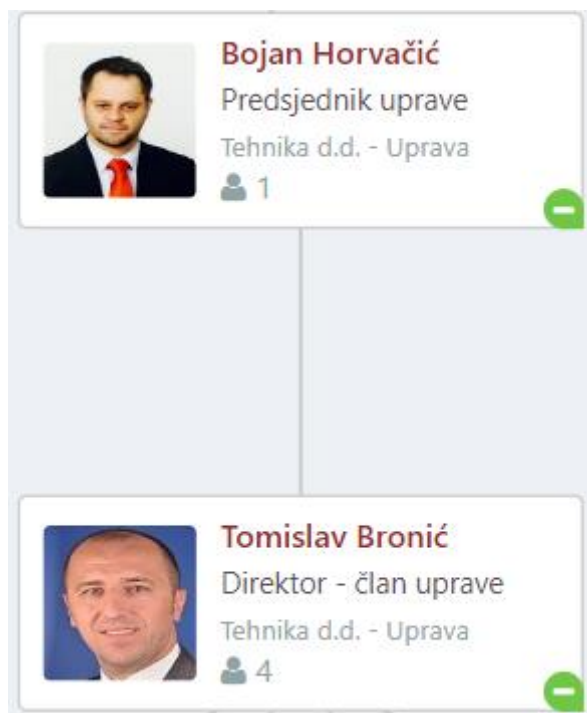 Bojan Horvačić
Predsjednik uprave
Tehnika d.d. - Uprava
1
Tomislav Bronić
Direktor - član uprave
Tehnika d.d. - Uprava
4